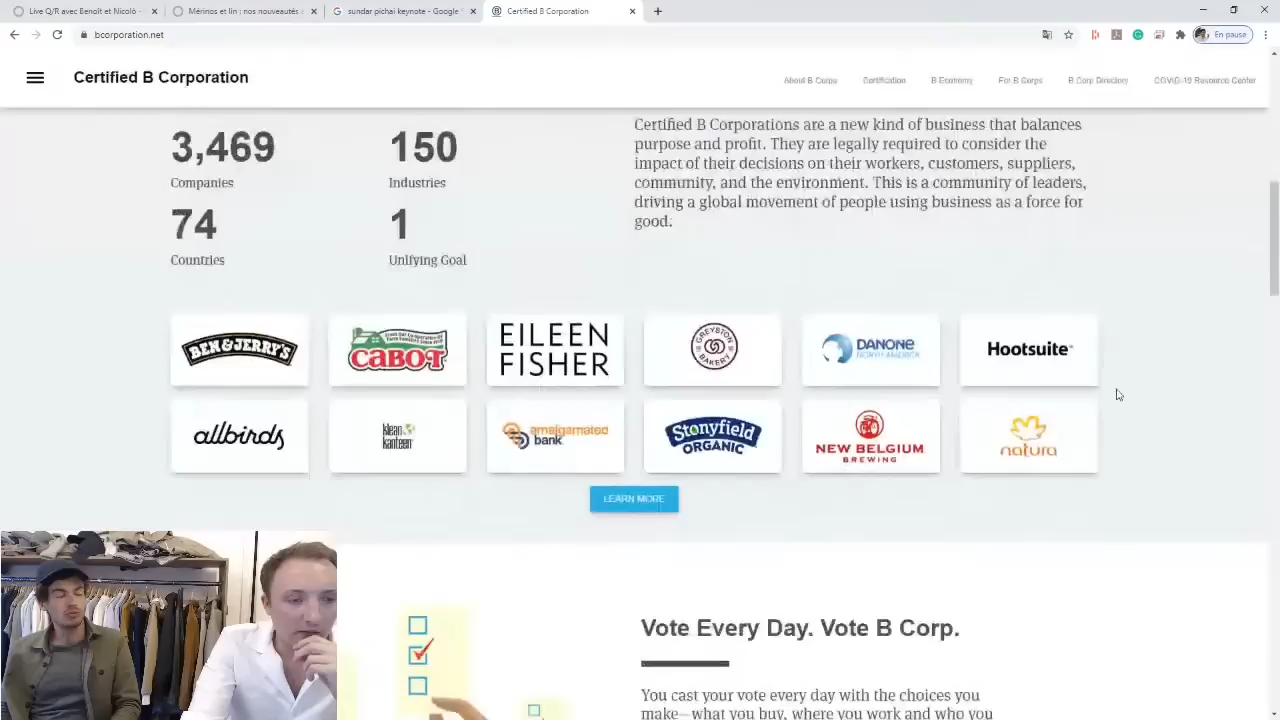 Live Q/R avec Benoît et Nicolò -
Mérinos et lin : nos nouveautés
sundar pichai keynote - Google
Certified B Corporation
bcorporation.net
En pause
Certified B Corporation
About B Corps
Certification
B Economy
For B Corps
B Corp Directory
COVID-19 Resource Center
3,469
Companies
150
Industries
74
Countries
1
Unifying Goal
Certified B Corporations are a new kind of business that balances
purpose and profit. They are legally required to consider the
impact of their decisions on their workers, customers, suppliers,
community, and the environment. This is a community of leaders,
driving a global movement of people using business as a force for
good.
BEN & JERRY'S
CABOT
EILEEN
FISHER
GREYSTON
BAKERY
DANONE
NORTH AMERICA
Hootsuite
allbirds
klean
kanteen
amalgamated
bank
Stonyfield
ORGANIC
NEW BELGIUM
BREWING
natura
LEARN MORE
Vote Every Day. Vote B Corp.
You cast your vote every day with the choices you
make—what you buy, where you work and who you